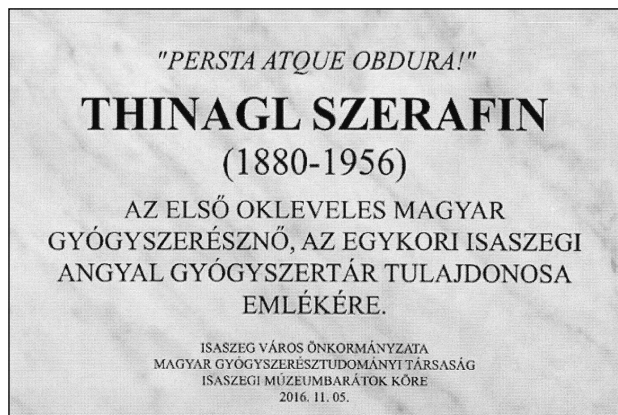 "PERSTA ATQUE OBDURA!"
THINAGL SZERAFIN
(1880-1956)
AZ ELSŐ OKLEVELES MAGYAR
GYÓGYSZERÉSZNŐ, AZ EGYKORI ISASZEGI
ANGYAL GYÓGYSZERTÁR TULAJDONOSA
EMLÉKÉRE.
ISASZEG VÁROS ÖNKORMÁNYZATA
MAGYAR GYÓGYSZERÉSZTUDOMÁNYI TÁRSASÁG
ISASZEGI MÚZEUMBARÁTOK KÖRE
2016. 11. 05.